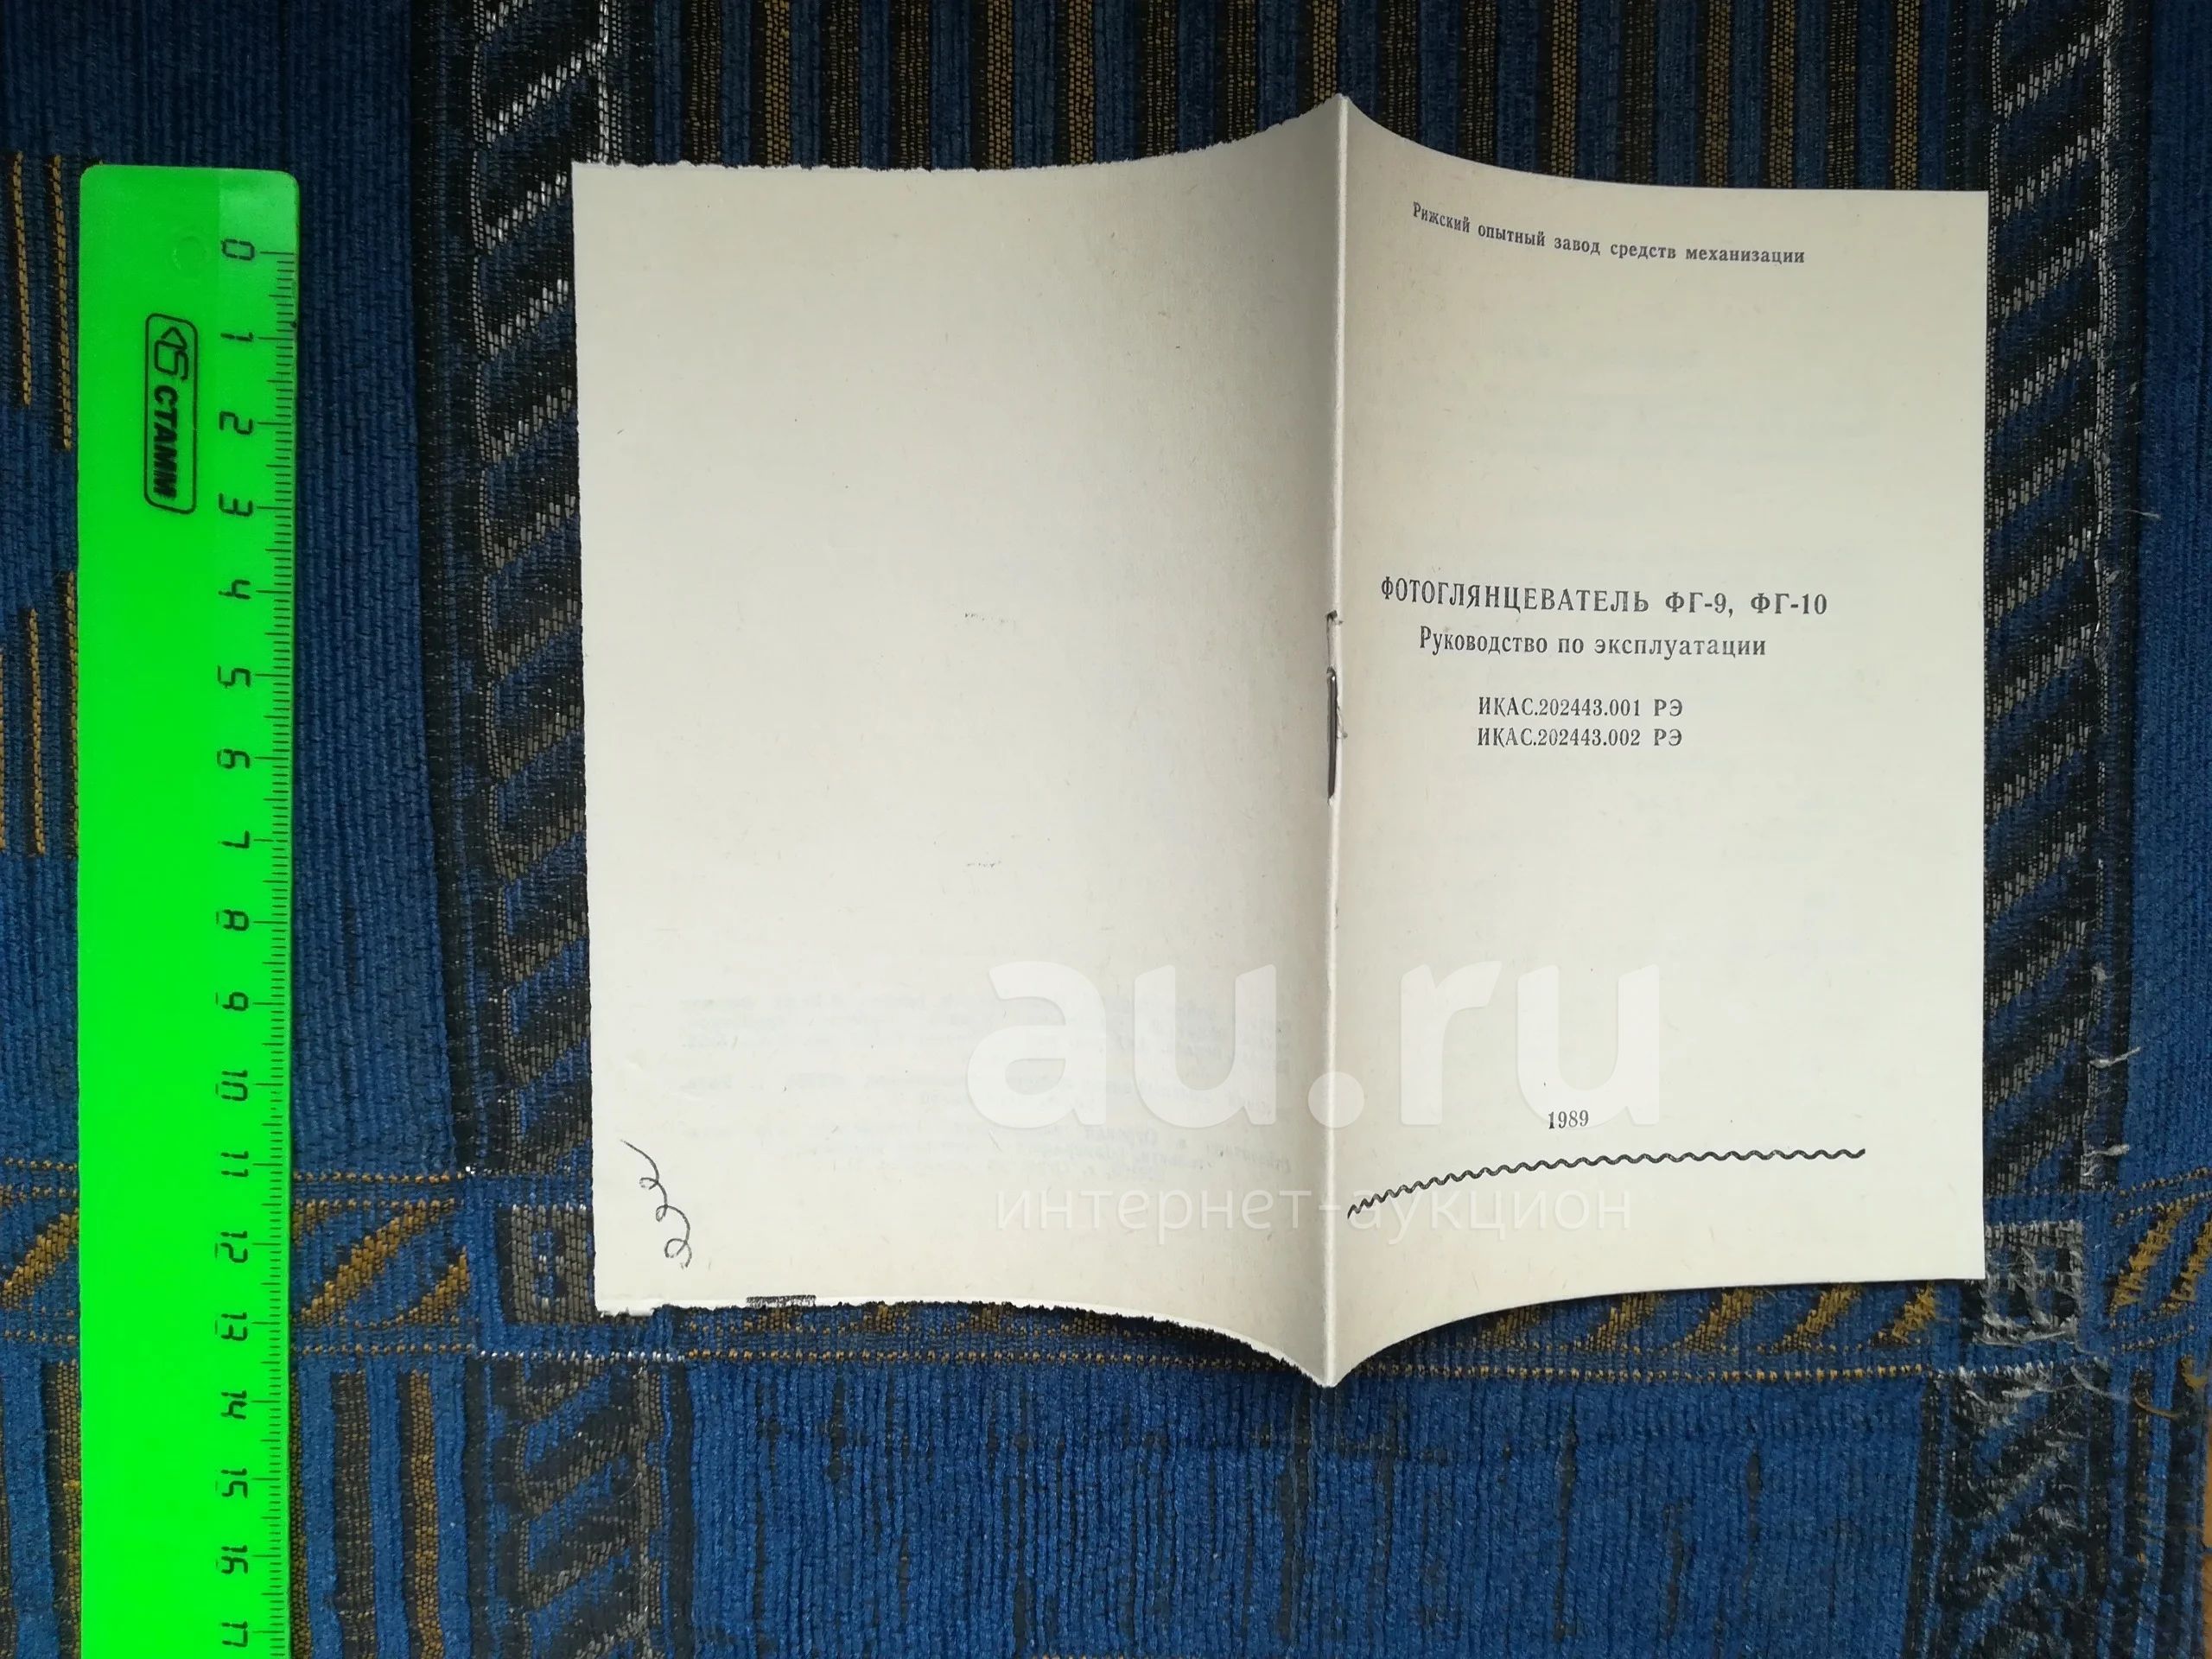 Рижский опытный завод средств механизации
ФОТОГЛЯНЦЕВАТЕЛЬ ФГ-9, ФГ-10
Руководство по эксплуатации
ИКАС.202443.001 РЭ
ИКАС.202443.002 РЭ
1989
au.ru
интернет-аукцион
СТАММ
0
1
2
3
4
5
6
7
8
9
10
11
12
13
14
15
16
17